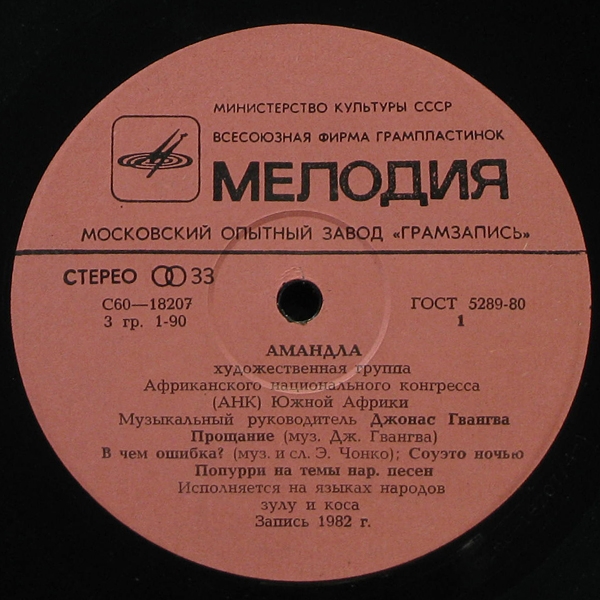 МИНИСТЕРСТВО КУЛЬТУРЫ СССР
ВСЕСОЮЗНАЯ ФИРМА ГРАМПЛАСТИНОК
МЕЛОДИЯ
МОСКОВСКИЙ ОПЫТНЫЙ ЗАВОД «ГРАМЗАПИСЬ»
СТЕРЕО 33
С60—18207 ГОСТ 5289-80
3 гр. 1-90 1
АМАНДЛА
художественная труппа
Африканского национального конгресса
(АНК) Южной Африки
Музыкальный руководитель Джонас Гвангва
Прощание (муз. Дж. Гвангва)
В чем ошибка? (муз. и сл. Э. Чонко); Соуэто ночью
Попурри на темы нар. песен
Исполняется на языках народов
зулу и коса
Запись 1982 г.